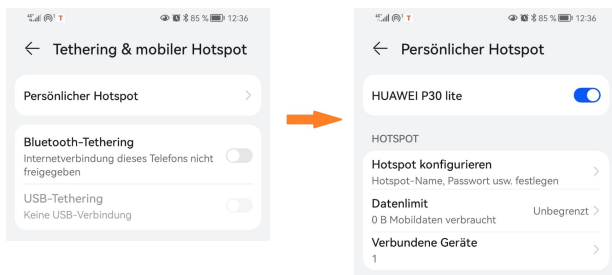 T 85 % 12:36
Tethering & mobiler Hotspot
Persönlicher Hotspot
Bluetooth-Tethering
Internetverbindung dieses Telefons nicht
freigegeben
USB-Tethering
Keine USB-Verbindung
T 85 % 12:36
Persönlicher Hotspot
HUAWEI P30 lite
HOTSPOT
Hotspot konfigurieren
Hotspot-Name, Passwort usw. festlegen
Datenlimit
0 B Mobildaten verbraucht
Unbegrenzt
Verbundene Geräte
1